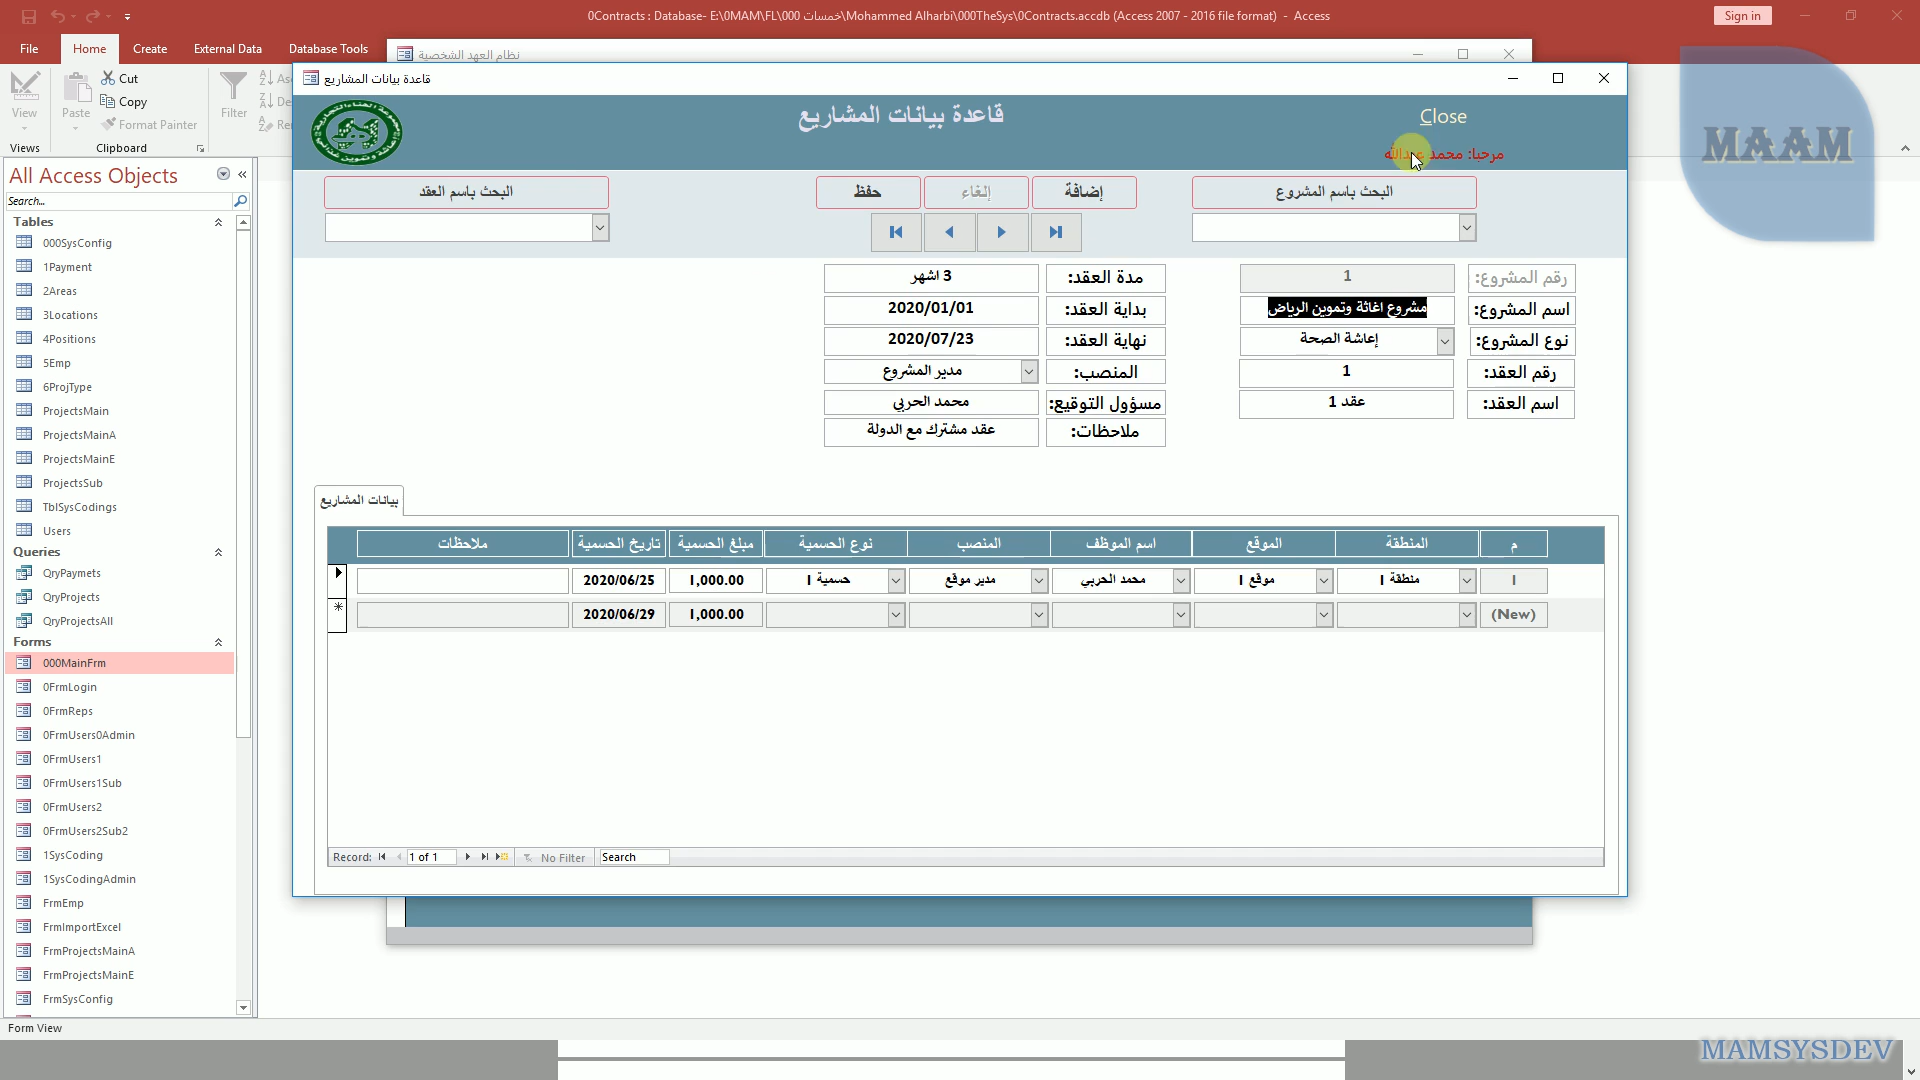 0Contracts : Database- E:\0MAM\FL\000 خمسات\Mohammed Alharbi\000TheSys\0Contracts.accdb (Access 2007 - 2016 file format)  -  Access
Sign in
File
Home
Create
External Data
Database Tools
نظام العهد الشخصية
View
Paste
Cut
Copy
Format Painter
Filter
Views
Clipboard
قاعدة بيانات المشاريع
قاعدة بيانات المشاريع
Close
مرحبا: محمد عبدالله
MAAM
All Access Objects
Search...
Tables
000SysConfig
1Payment
2Areas
3Locations
4Positions
5Emp
6ProjType
ProjectsMain
ProjectsMainA
ProjectsMainE
ProjectsSub
TblSysCodings
Users
Queries
QryPaymets
QryProjects
QryProjectsAll
Forms
000MainFrm
0FrmLogin
0FrmReps
0FrmUsers0Admin
0FrmUsers1
0FrmUsers1Sub
0FrmUsers2
0FrmUsers2Sub2
1SysCoding
1SysCodingAdmin
FrmEmp
FrmImportExcel
FrmProjectsMainA
FrmProjectsMainE
FrmSysConfig
البحث باسم المشروع
إضافة
إلغاء
حفظ
البحث باسم العقد
رقم المشروع: 1
اسم المشروع: مشروع اغاثة وتموين الرياض
نوع المشروع: إعاشة الصحة
رقم العقد: 1
اسم العقد: عقد 1
مدة العقد: 3 اشهر
بداية العقد: 2020/01/01
نهاية العقد: 2020/07/23
المنصب: مدير المشروع
مسؤول التوقيع: محمد الحربي
ملاحظات: عقد مشترك مع الدولة
بيانات المشاريع
م المنطقة الموقع اسم الموظف المنصب نوع الحسمية مبلغ الحسمية تاريخ الحسمية ملاحظات
1 منطقة 1 موقع 1 محمد الحربي مدير موقع حسمية 1 1,000.00 2020/06/25
(New) 1,000.00 2020/06/29
Record: 1 of 1 No Filter Search
Form View
MAMSYSDEV